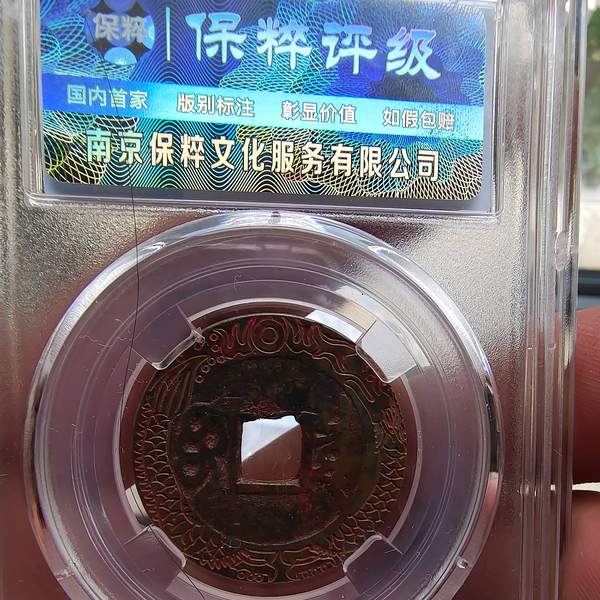 保粹 保粹评级
国内首家 版别标注 彰显价值 如假包赔
南京保粹文化服务有限公司